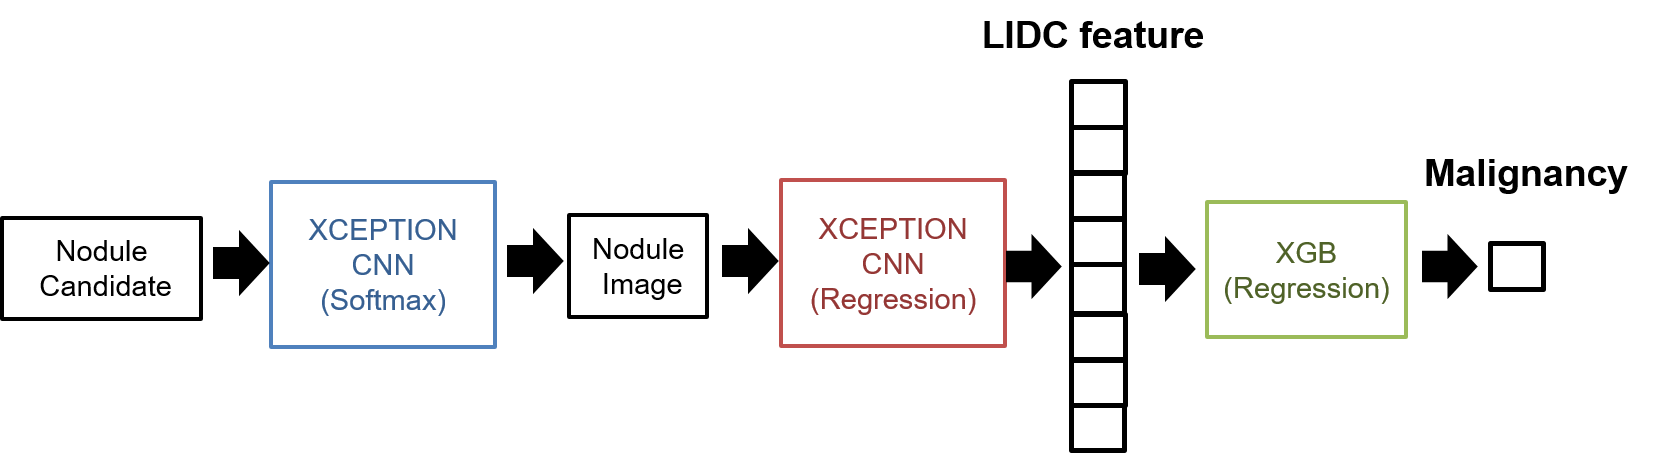 LIDC feature
Malignancy
Nodule
Candidate
XCEPTION
CNN
(Softmax)
Nodule
Image
XCEPTION
CNN
(Regression)
XGB
(Regression)